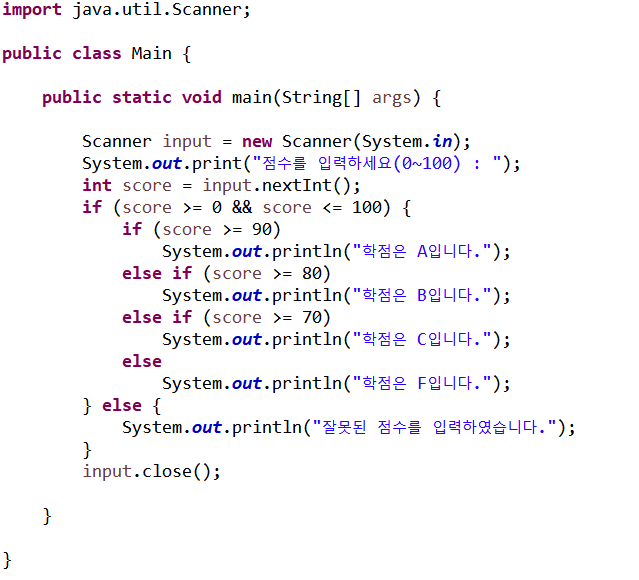 import java.util.Scanner;
public class Main {
public static void main(String[] args) {
Scanner input = new Scanner(System.in);
System.out.print("점수를 입력하세요(0~100) : ");
int score = input.nextInt();
if (score >= 0 && score <= 100) {
if (score >= 90)
System.out.println("학점은 A입니다.");
else if (score >= 80)
System.out.println("학점은 B입니다.");
else if (score >= 70)
System.out.println("학점은 C입니다.");
else
System.out.println("학점은 F입니다.");
} else {
System.out.println("잘못된 점수를 입력하였습니다.");
}
input.close();
}
}